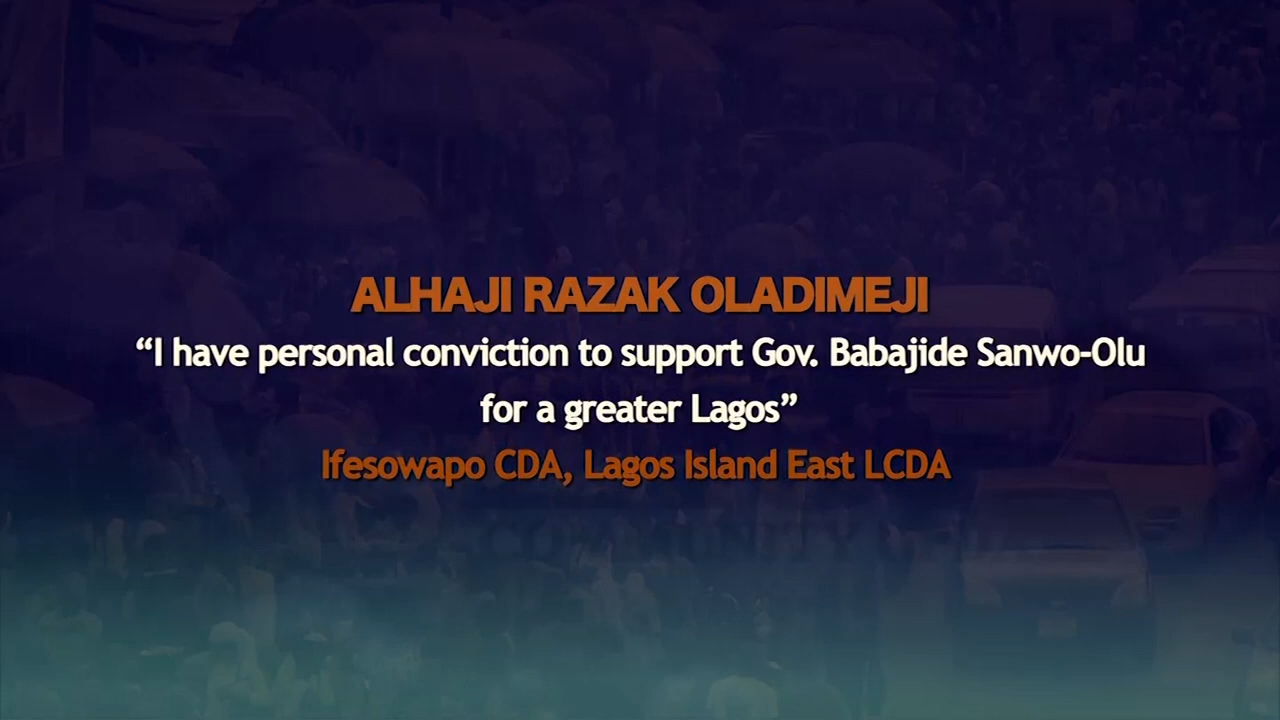 ALHAJI RAZAK OLADIMEJI
“I have personal conviction to support Gov. Babajide Sanwo-Olu
for a greater Lagos”
Ifesowapo CDA, Lagos Island East LCDA